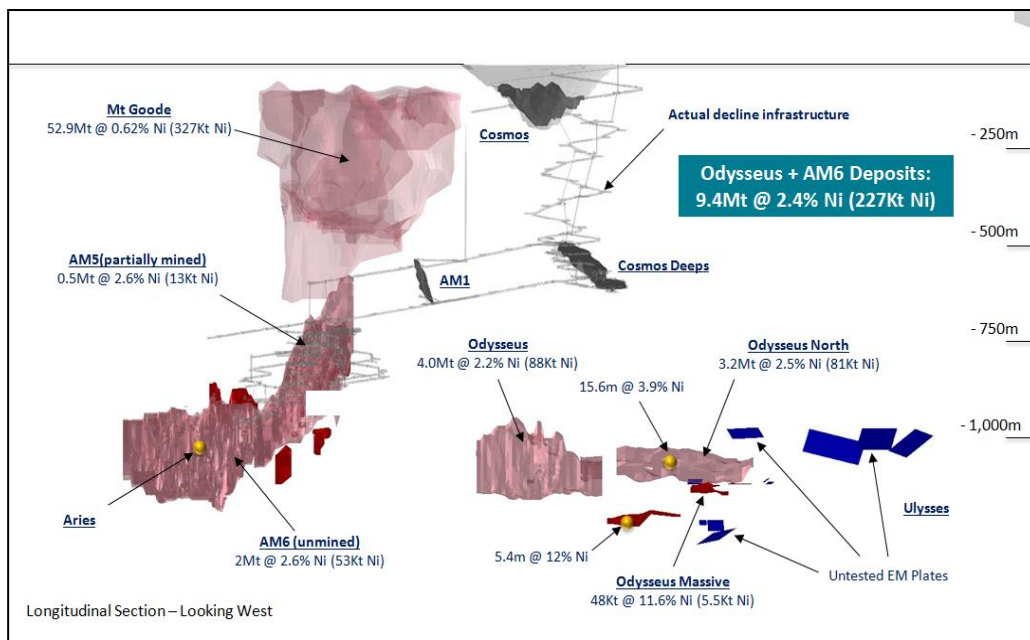 Mt Goode
52.9Mt @ 0.62% Ni (327Kt Ni)
Cosmos
Actual decline infrastructure
- 250m
Odysseus + AM6 Deposits:
9.4Mt @ 2.4% Ni (227Kt Ni)
- 500m
AM5(partially mined)
0.5Mt @ 2.6% Ni (13Kt Ni)
AM1
Cosmos Deeps
- 750m
Odysseus
4.0Mt @ 2.2% Ni (88Kt Ni)
Odysseus North
3.2Mt @ 2.5% Ni (81Kt Ni)
15.6m @ 3.9% Ni
- 1,000m
Aries
AM6 (unmined)
2Mt @ 2.6% Ni (53Kt Ni)
5.4m @ 12% Ni
Odysseus Massive
48Kt @ 11.6% Ni (5.5Kt Ni)
Ulysses
Untested EM Plates
Longitudinal Section – Looking West